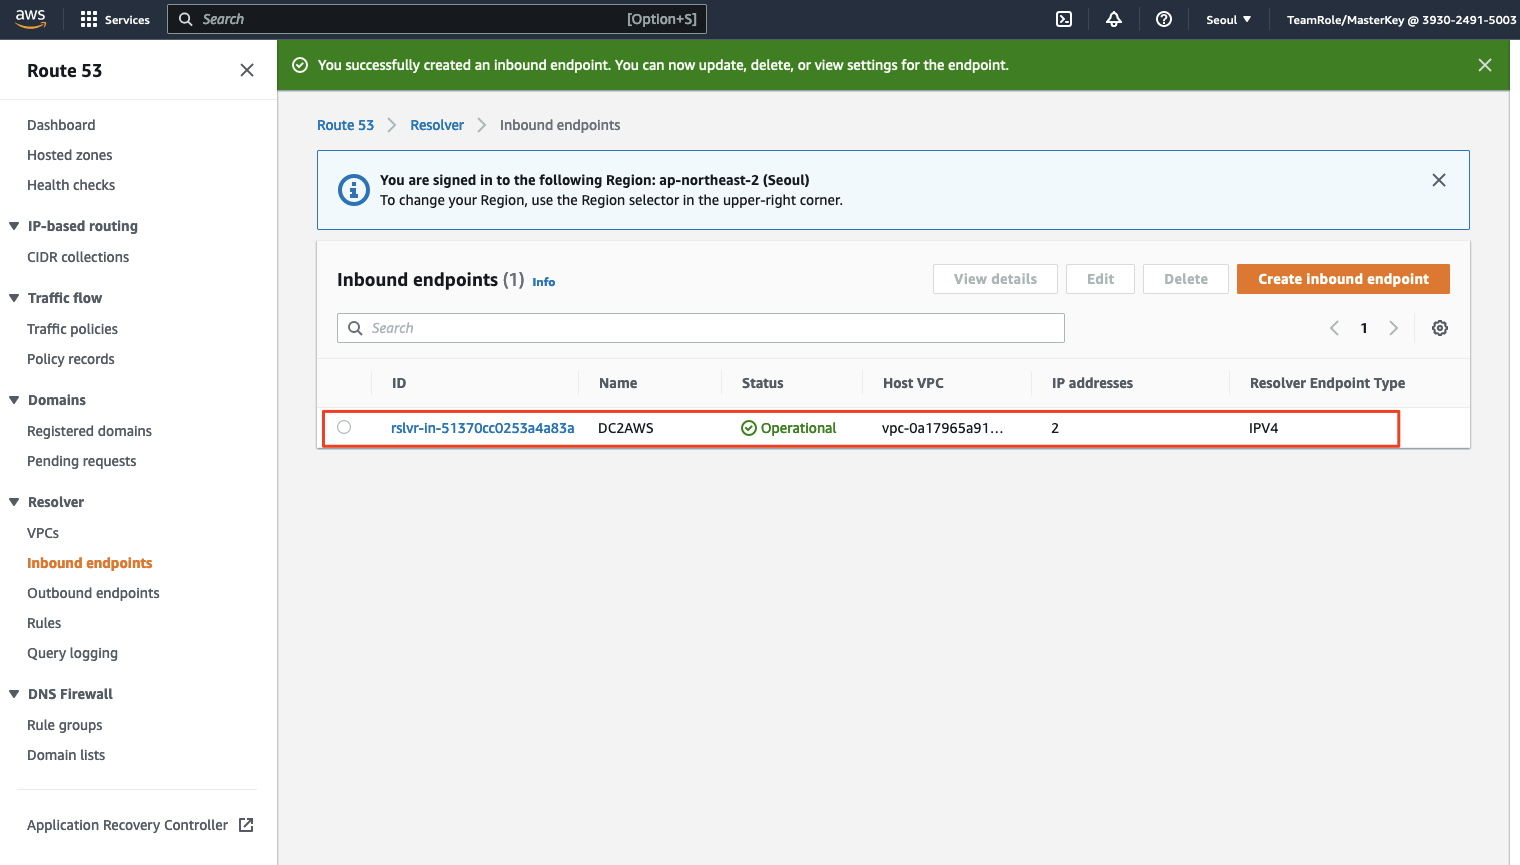 aws
Services
Search
[Option+S]
Seoul
TeamRole/MasterKey @ 3930-2491-5003
Route 53
Dashboard
Hosted zones
Health checks
IP-based routing
CIDR collections
Traffic flow
Traffic policies
Policy records
Domains
Registered domains
Pending requests
Resolver
VPCs
Inbound endpoints
Outbound endpoints
Rules
Query logging
DNS Firewall
Rule groups
Domain lists
Application Recovery Controller
You successfully created an inbound endpoint. You can now update, delete, or view settings for the endpoint.
Route 53 Resolver Inbound endpoints
You are signed in to the following Region: ap-northeast-2 (Seoul)
To change your Region, use the Region selector in the upper-right corner.
Inbound endpoints (1) Info
View details Edit Delete Create inbound endpoint
Search
1
ID Name Status Host VPC IP addresses Resolver Endpoint Type
rslvr-in-51370cc0253a4a83a DC2AWS Operational vpc-0a17965a91... 2 IPV4